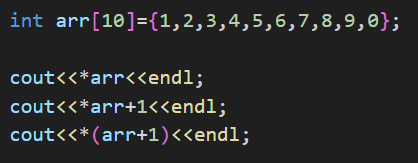 int arr[10]={1,2,3,4,5,6,7,8,9,0};
cout<<*arr<<endl;
cout<<*arr+1<<endl;
cout<<*(arr+1)<<endl;